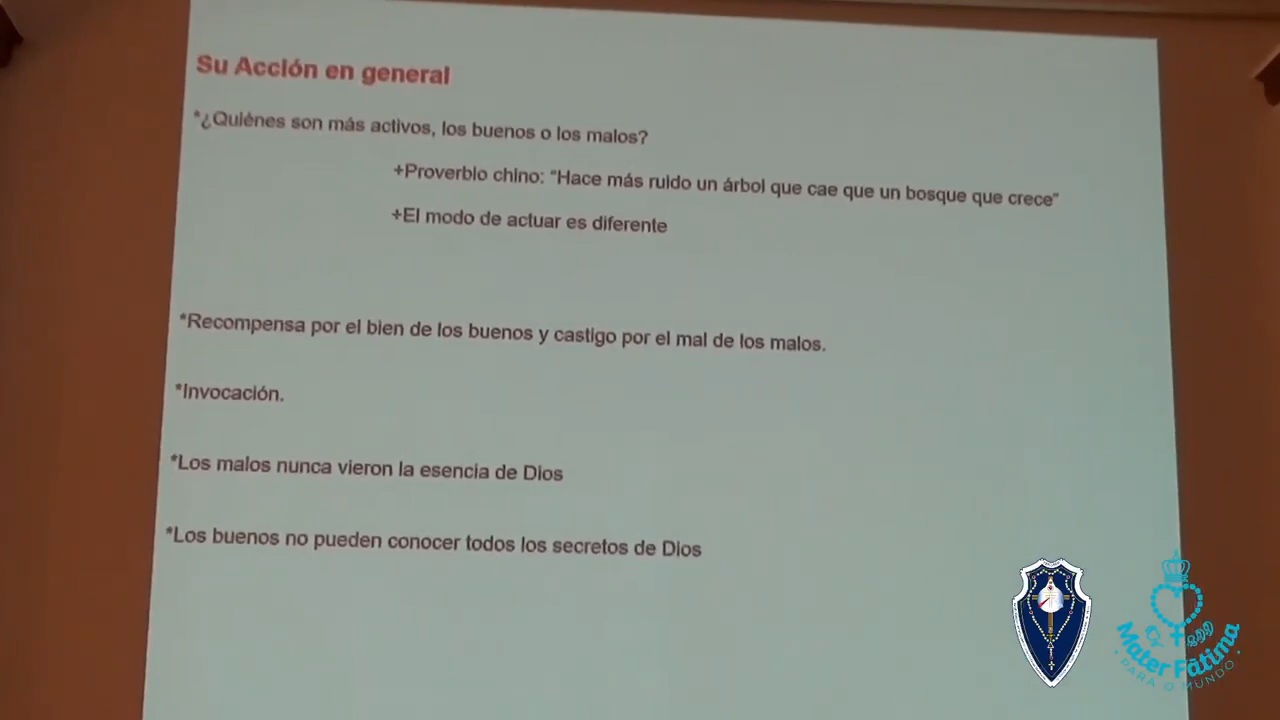 Su Acción en general
*¿Quiénes son más activos, los buenos o los malos?
+Proverbio chino: “Hace más ruido un árbol que cae que un bosque que crece”
+El modo de actuar es diferente
*Recompensa por el bien de los buenos y castigo por el mal de los malos.
*Invocación.
*Los malos nunca vieron la esencia de Dios
*Los buenos no pueden conocer todos los secretos de Dios
Mater Fátima
PARA O MUNDO